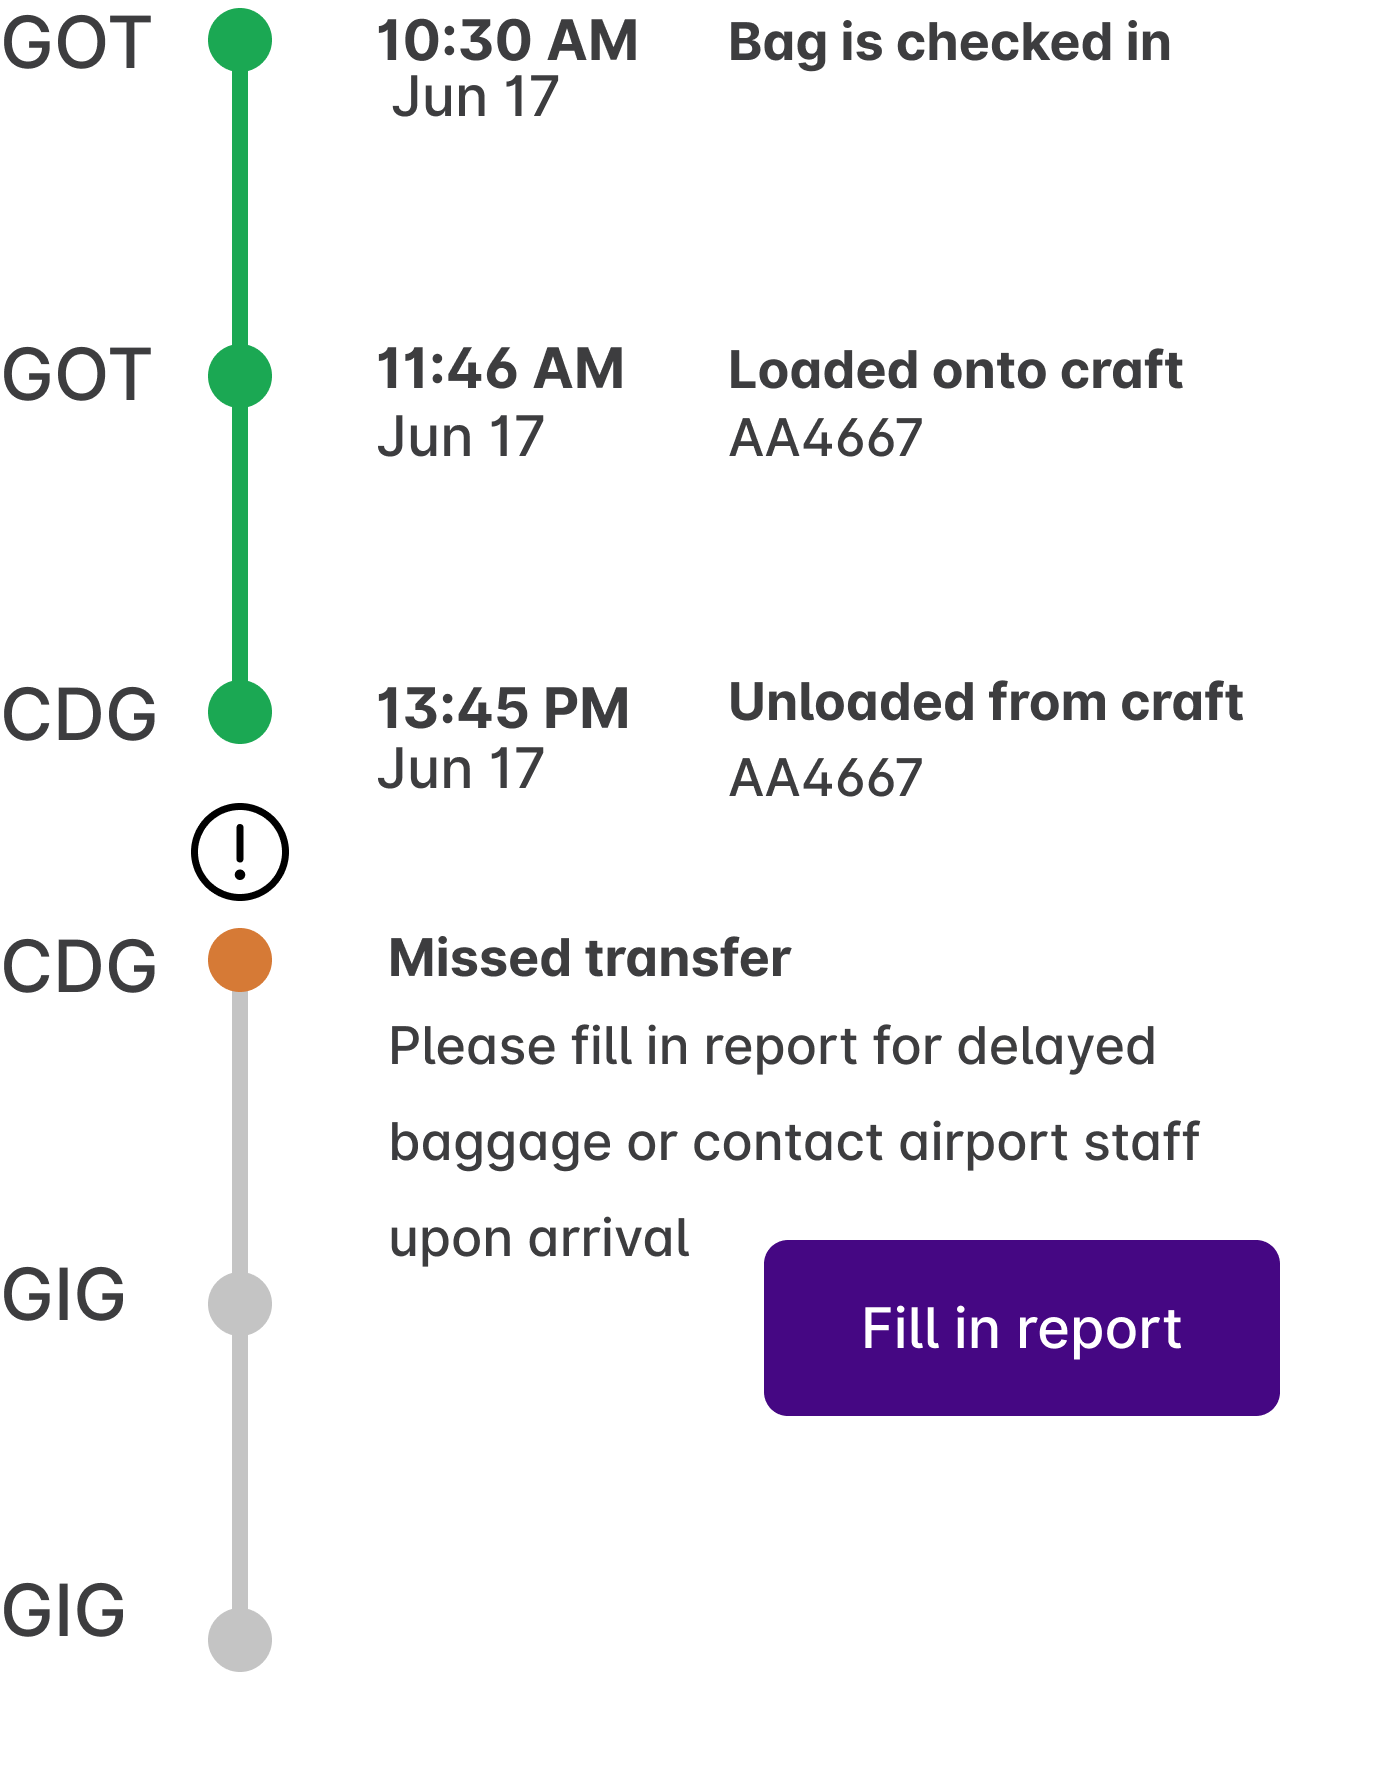 GOT 10:30 AM Bag is checked in
Jun 17
GOT 11:46 AM Loaded onto craft
Jun 17 AA4667
CDG 13:45 PM Unloaded from craft
Jun 17 AA4667
!
CDG Missed transfer
Please fill in report for delayed
baggage or contact airport staff
upon arrival
GIG
Fill in report
GIG